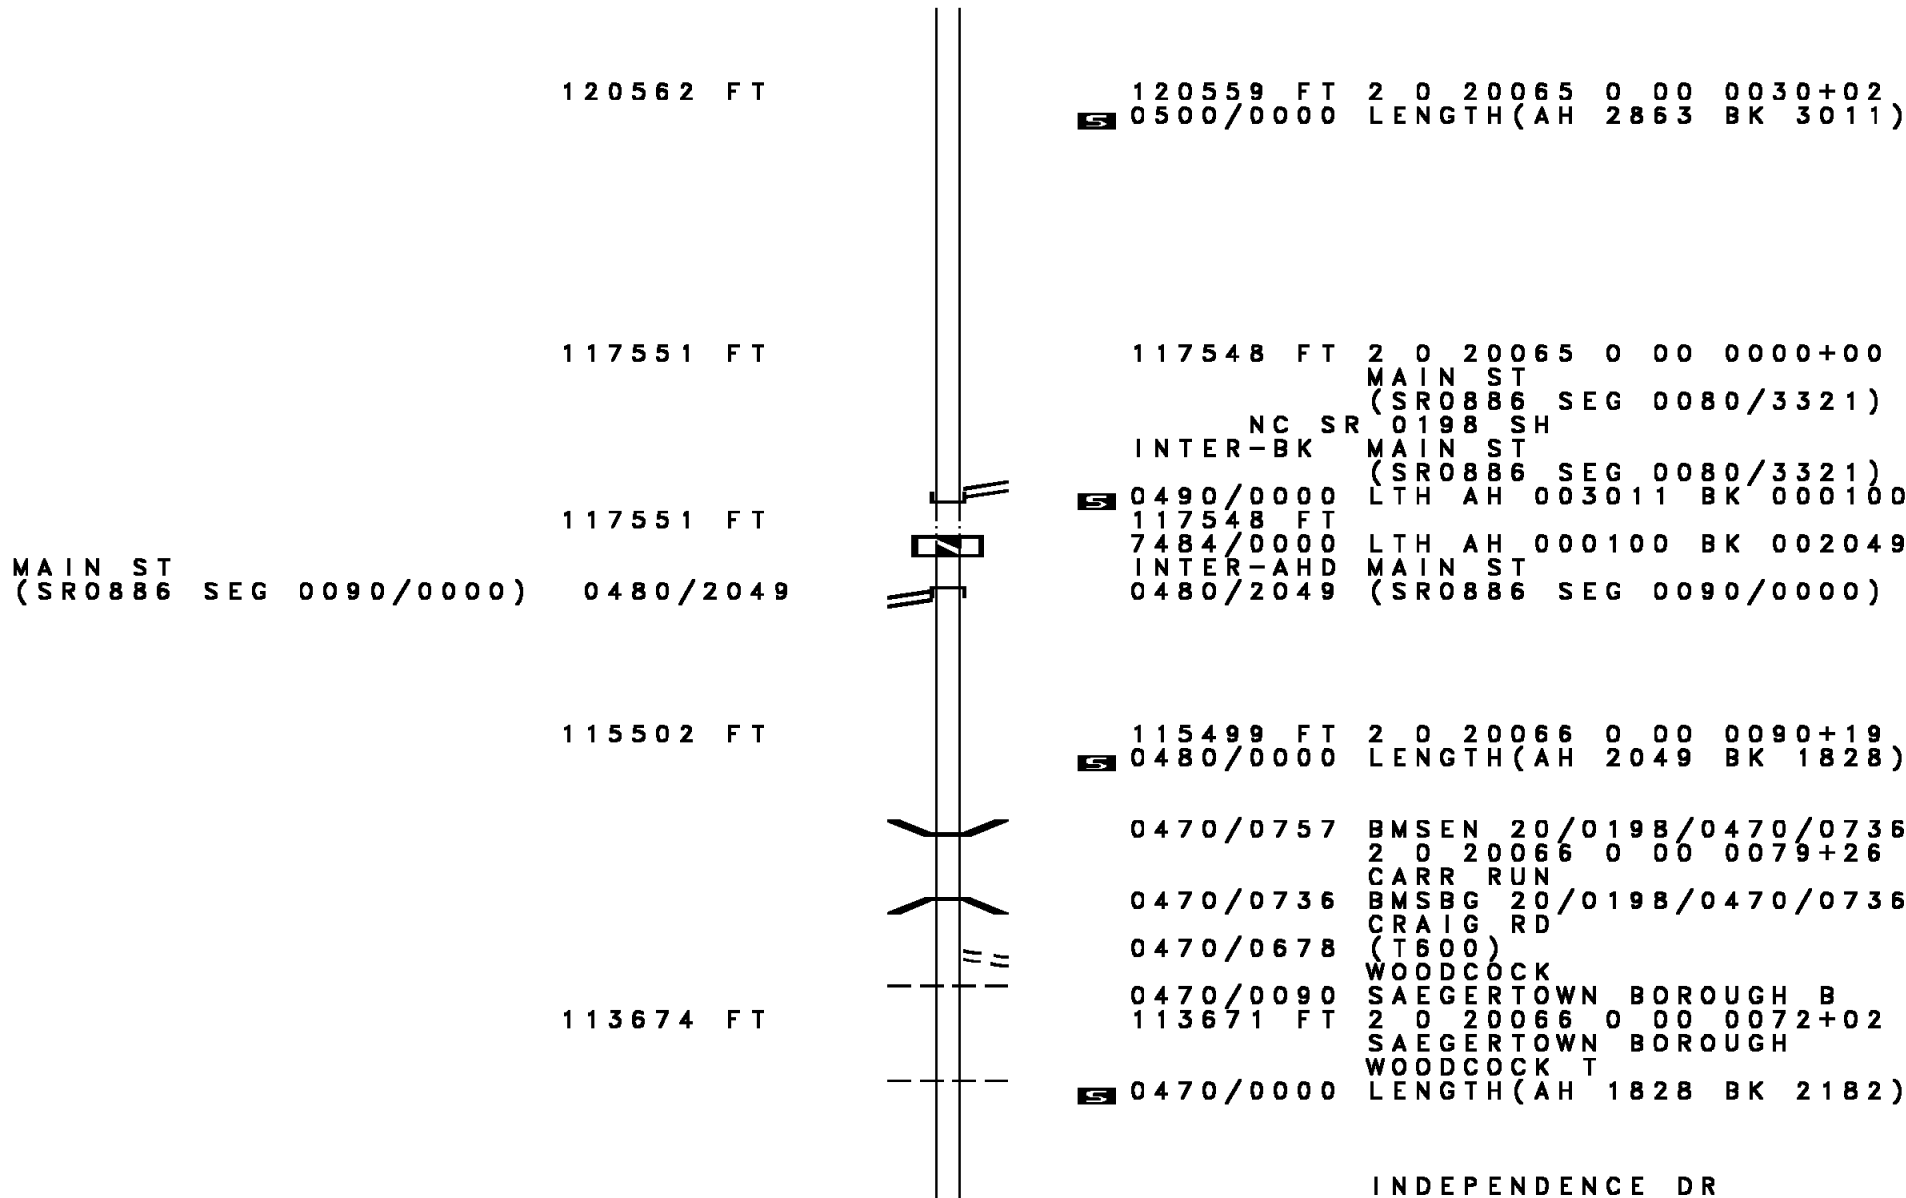 120562 FT 120559 FT 2 0 20065 0 00 0030+02
S 0500/0000 LENGTH(AH 2863 BK 3011)
117551 FT 117548 FT 2 0 20065 0 00 0000+00
MAIN ST
(SR0886 SEG 0080/3321)
NC SR 0198 SH
INTER-BK MAIN ST
(SR0886 SEG 0080/3321)
S 0490/0000 LTH AH 003011 BK 000100
117551 FT 117548 FT
7484/0000 LTH AH 000100 BK 002049
MAIN ST INTER-AHD MAIN ST
(SR0886 SEG 0090/0000) 0480/2049 0480/2049 (SR0886 SEG 0090/0000)
115502 FT 115499 FT 2 0 20066 0 00 0090+19
S 0480/0000 LENGTH(AH 2049 BK 1828)
0470/0757 BMSEN 20/0198/0470/0736
2 0 20066 0 00 0079+26
CARR RUN
0470/0736 BMSBG 20/0198/0470/0736
CRAIG RD
0470/0678 (T600)
WOODCOCK
0470/0090 SAEGERTOWN BOROUGH B
113674 FT 113671 FT 2 0 20066 0 00 0072+02
SAEGERTOWN BOROUGH
WOODCOCK T
S 0470/0000 LENGTH(AH 1828 BK 2182)
INDEPENDENCE DR